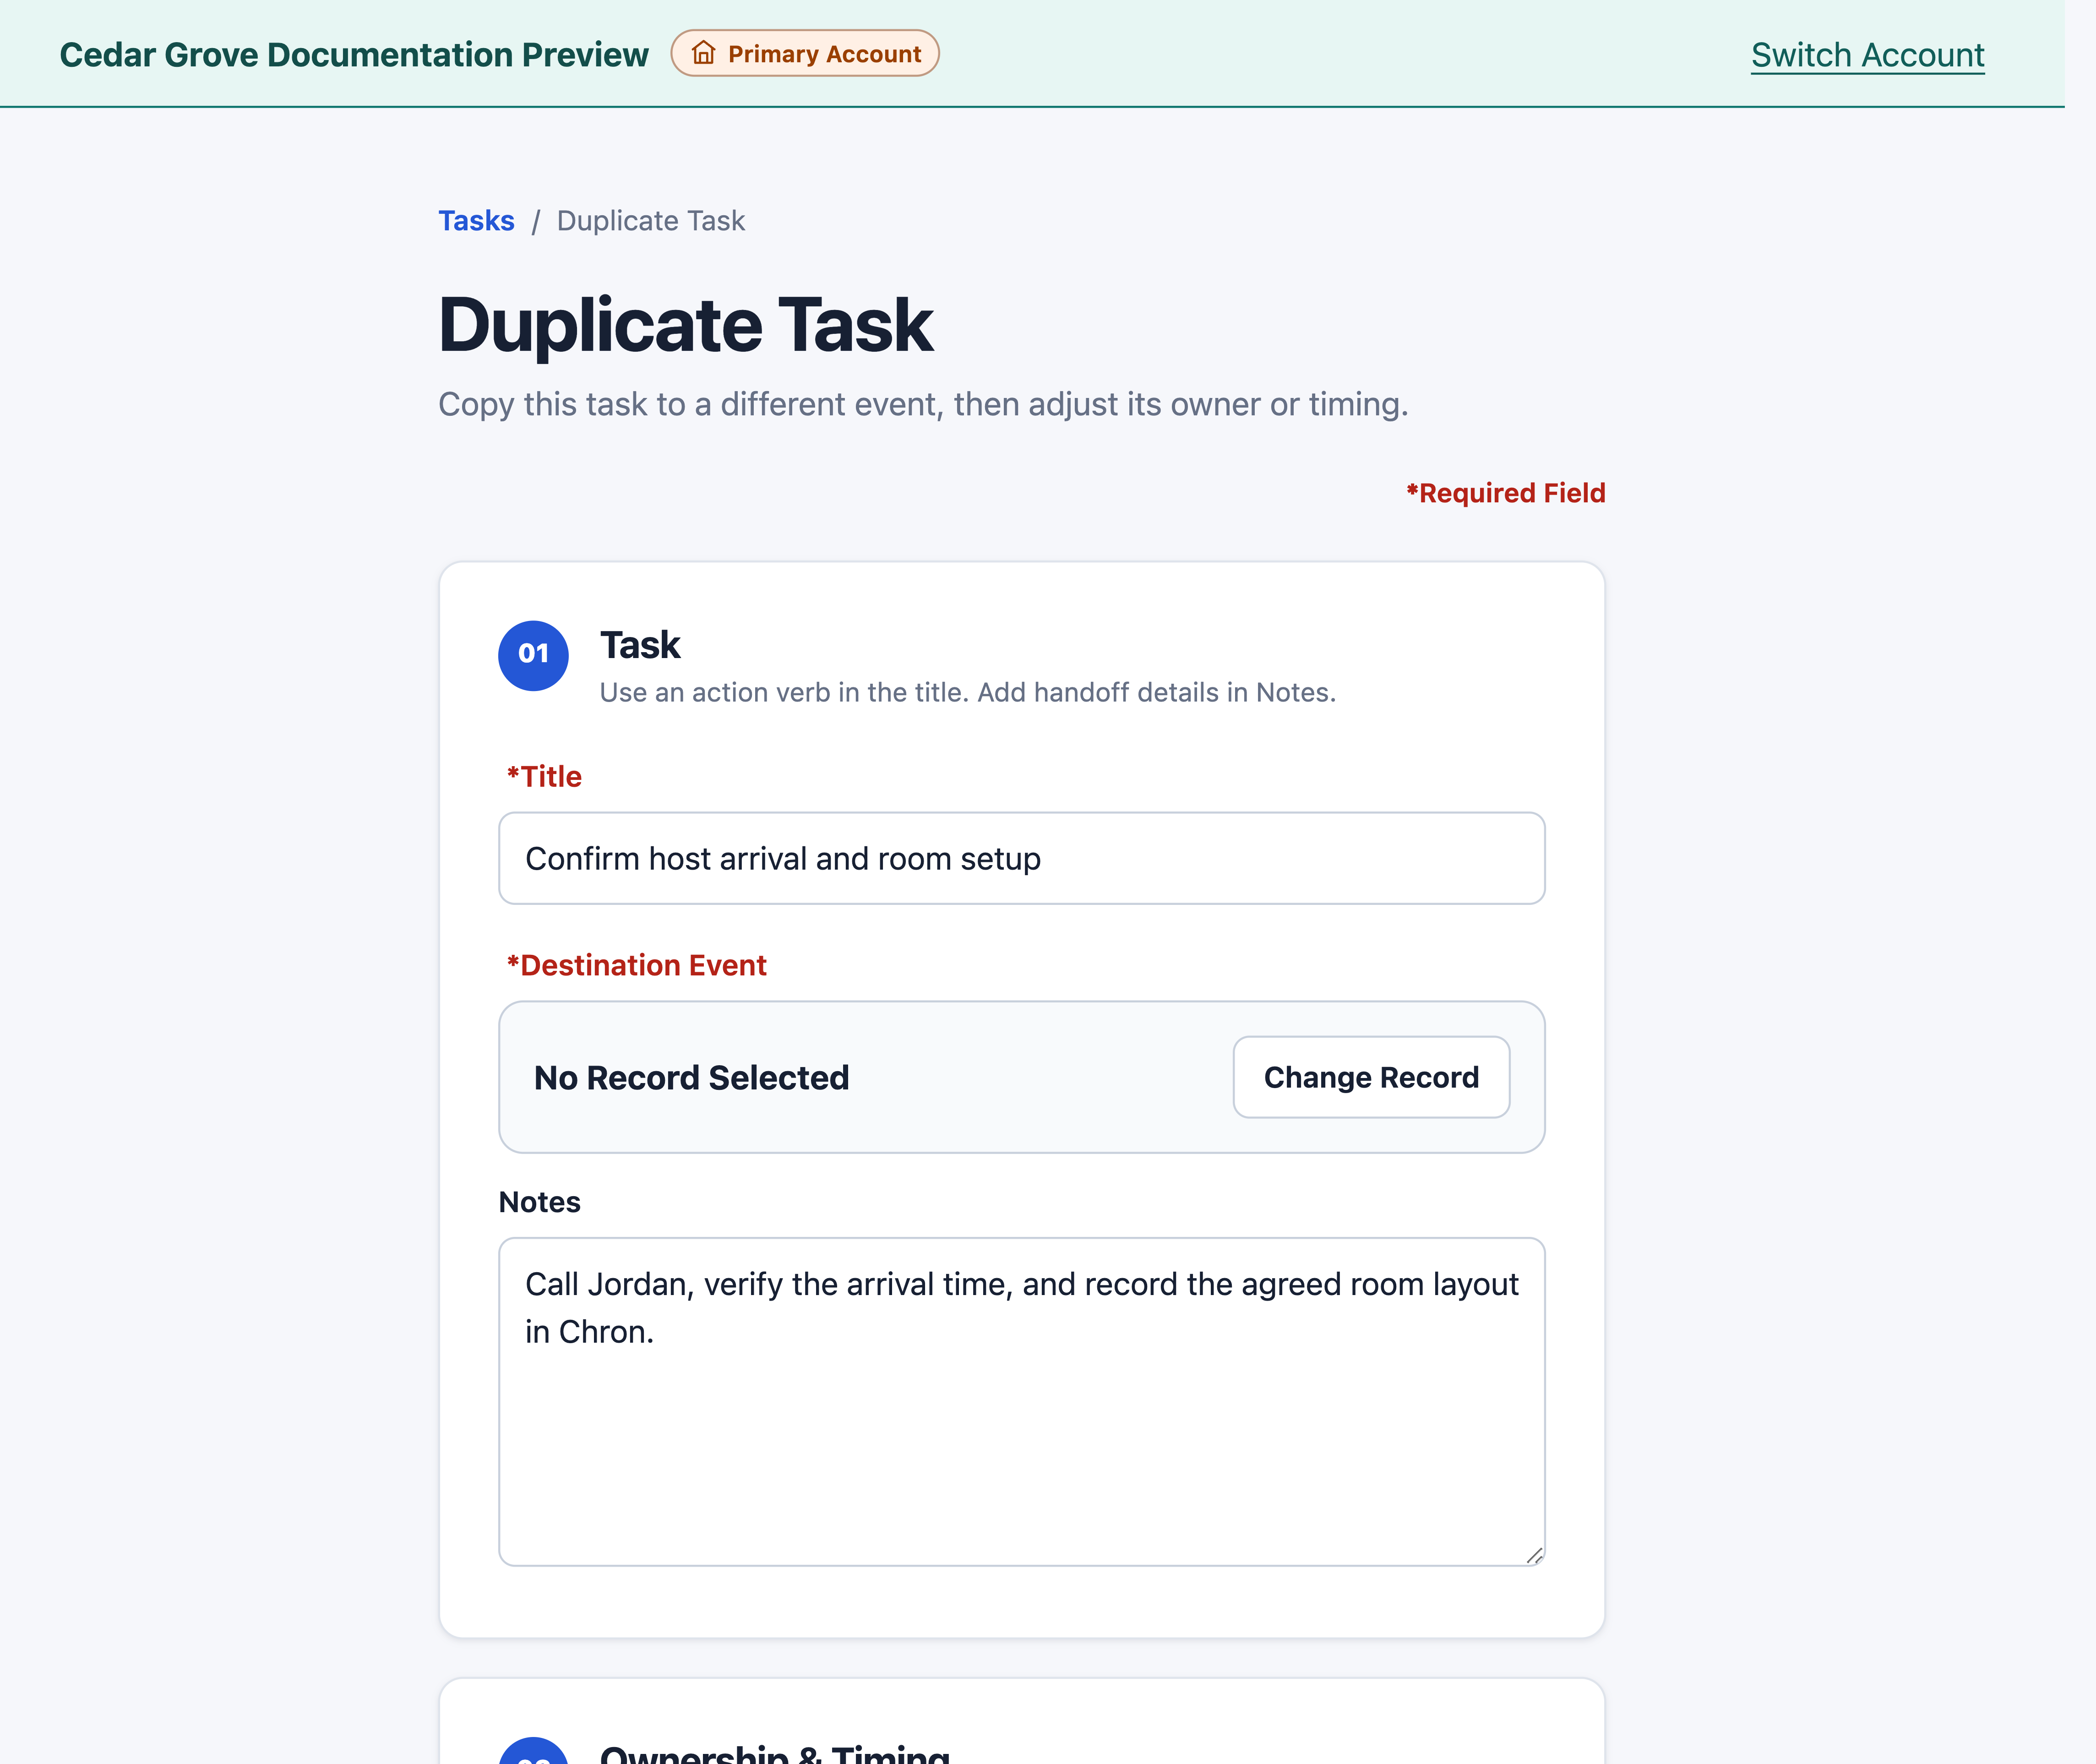 Cedar Grove Documentation Preview
Primary Account
Switch Account
Tasks / Duplicate Task
Duplicate Task
Copy this task to a different event, then adjust its owner or timing.
*Required Field
01
Task
Use an action verb in the title. Add handoff details in Notes.
*Title
Confirm host arrival and room setup
*Destination Event
No Record Selected
Change Record
Notes
Call Jordan, verify the arrival time, and record the agreed room layout
in Chron.
Ownership & Timing